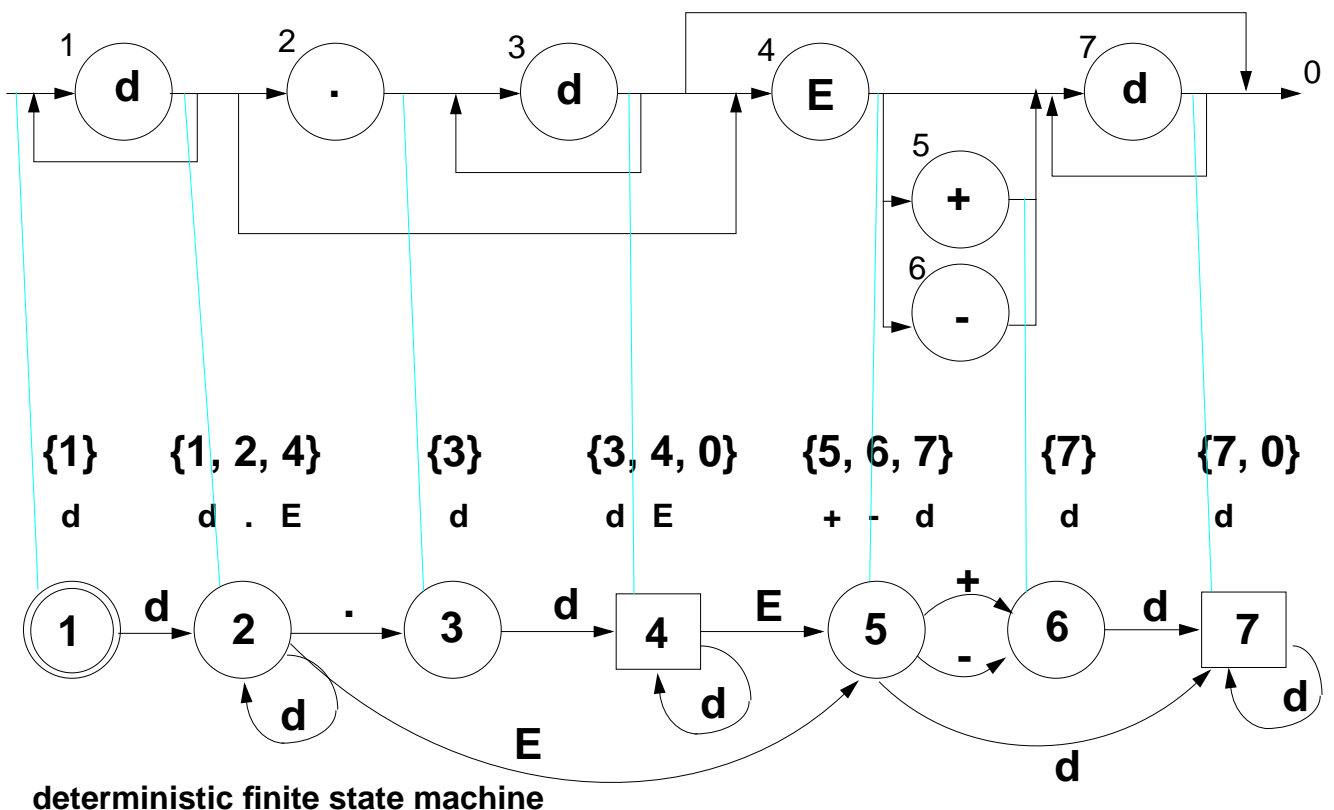 1 2 3 4 7 0
d . d E d
5
+
6
-
{1} {1, 2, 4} {3} {3, 4, 0} {5, 6, 7} {7} {7, 0}
d d . E d d E + - d d d
d . d E + d
1 2 3 4 5 6 7
-
d d d
E d
deterministic finite state machine